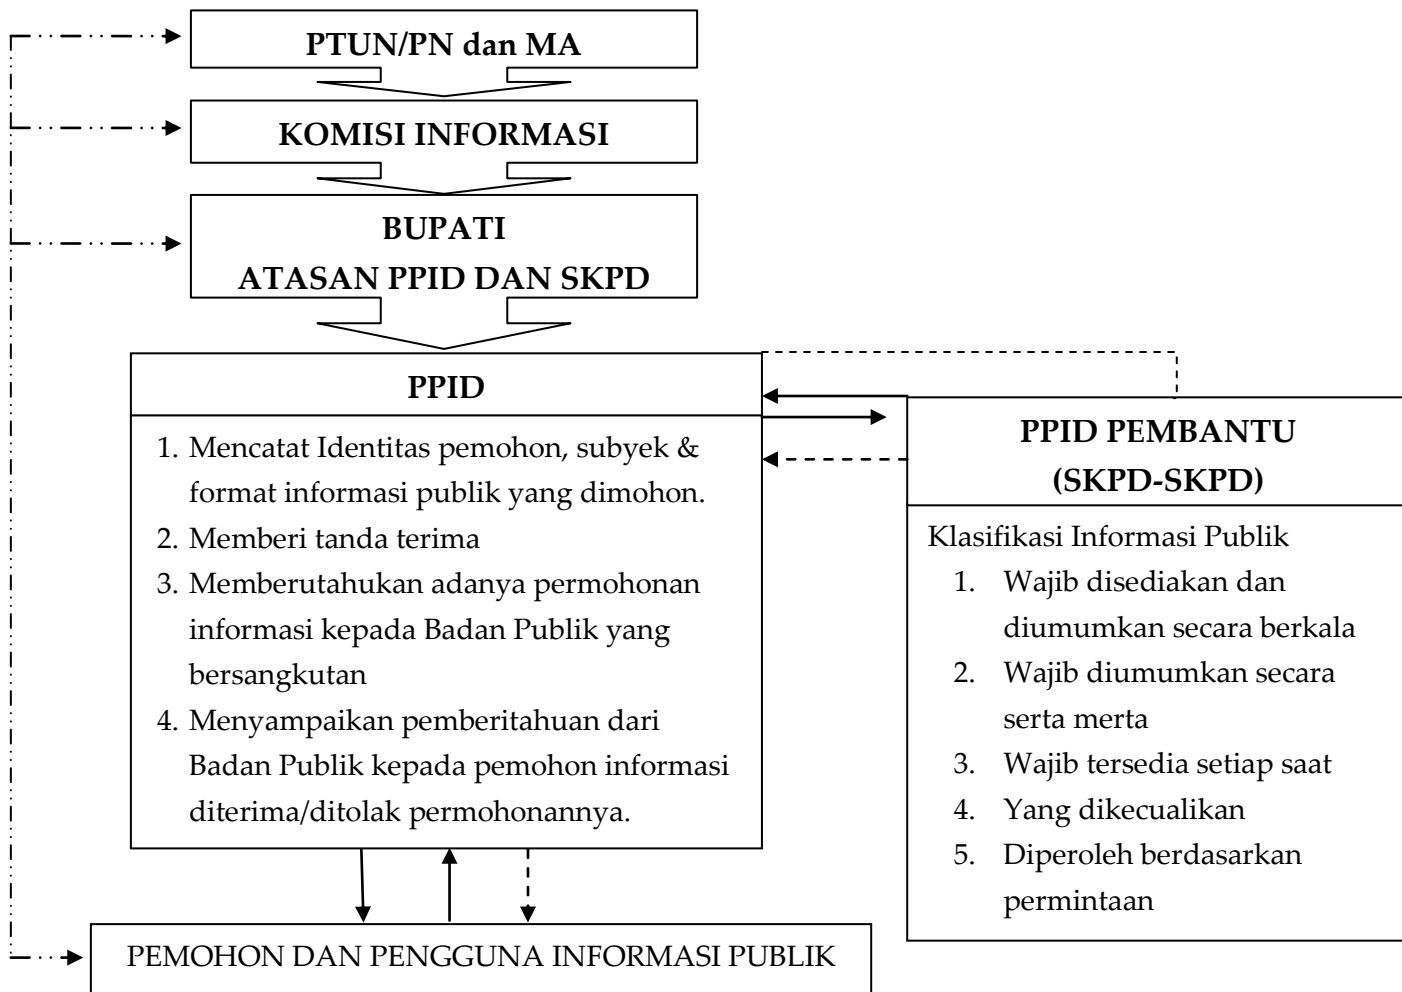 PTUN/PN dan MA
KOMISI INFORMASI
BUPATI
ATASAN PPID DAN SKPD
PPID
1. Mencatat Identitas pemohon, subyek &
format informasi publik yang dimohon.
2. Memberi tanda terima
3. Memberutahukan adanya permohonan
informasi kepada Badan Publik yang
bersangkutan
4. Menyampaikan pemberitahuan dari
Badan Publik kepada pemohon informasi
diterima/ditolak permohonannya.
PPID PEMBANTU
(SKPD-SKPD)
Klasifikasi Informasi Publik
1. Wajib disediakan dan
diumumkan secara berkala
2. Wajib diumumkan secara
serta merta
3. Wajib tersedia setiap saat
4. Yang dikecualikan
5. Diperoleh berdasarkan
permintaan
PEMOHON DAN PENGGUNA INFORMASI PUBLIK